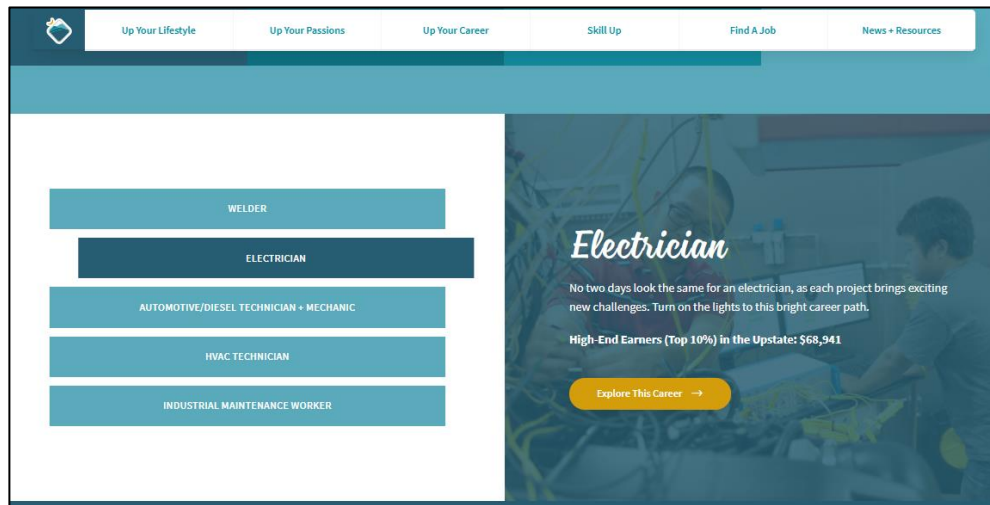 Up Your Lifestyle
Up Your Passions
Up Your Career
Skill Up
Find A Job
News + Resources
WELDER
ELECTRICIAN
AUTOMOTIVE/DIESEL TECHNICIAN + MECHANIC
HVAC TECHNICIAN
INDUSTRIAL MAINTENANCE WORKER
Electrician
No two days look the same for an electrician, as each project brings exciting
new challenges. Turn on the lights to this bright career path.
High-End Earners (Top 10%) in the Upstate: $68,941
Explore This Career →